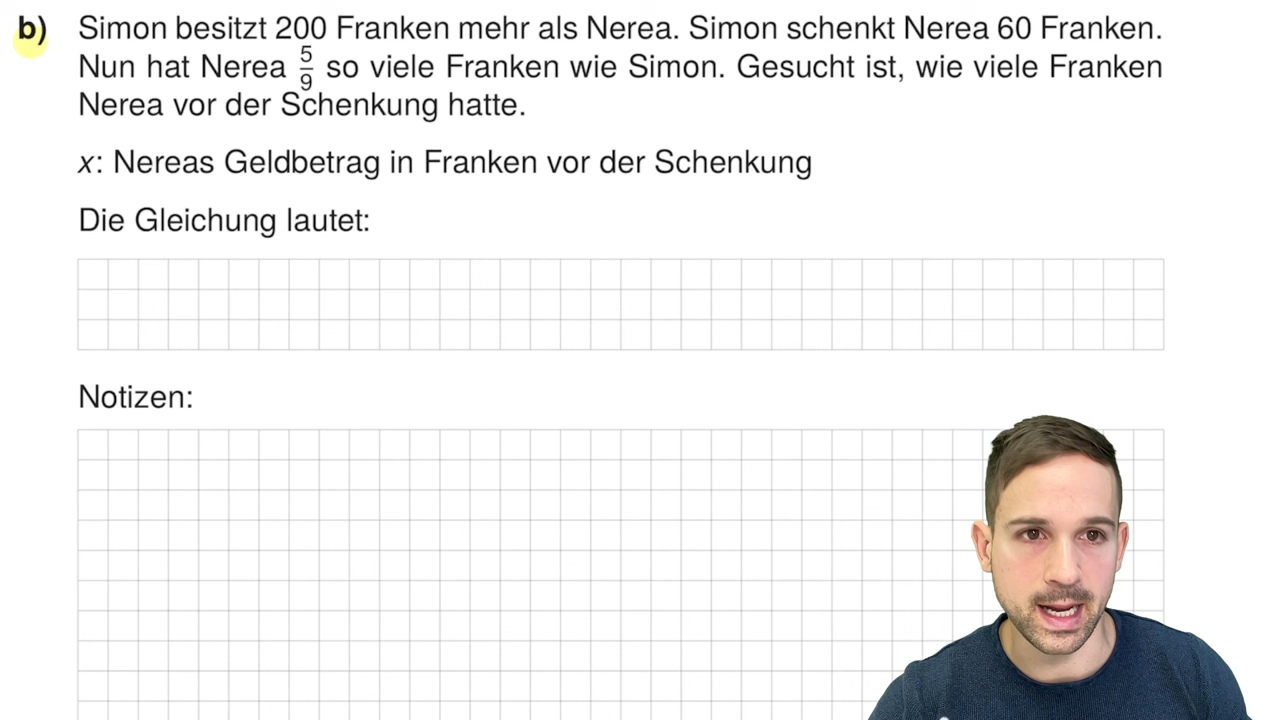 b) Simon besitzt 200 Franken mehr als Nerea. Simon schenkt Nerea 60 Franken.
Nun hat Nerea 5/9 so viele Franken wie Simon. Gesucht ist, wie viele Franken
Nerea vor der Schenkung hatte.
x: Nereas Geldbetrag in Franken vor der Schenkung
Die Gleichung lautet:
Notizen: